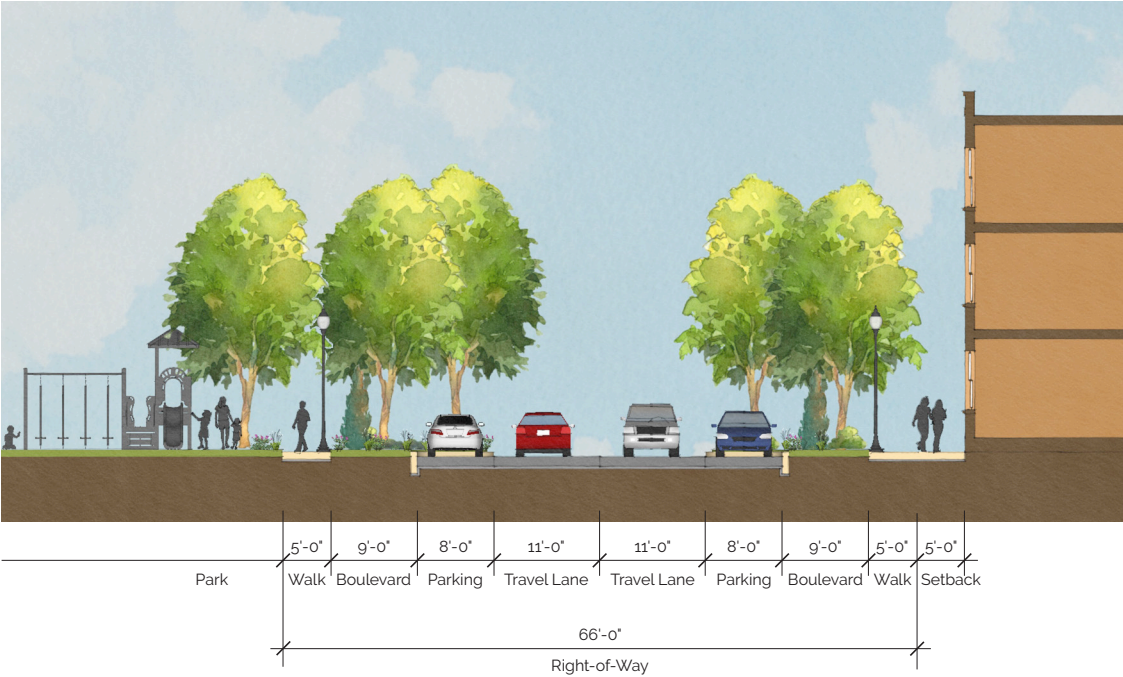 5'-0" 9'-0" 8'-0" 11'-0" 11'-0" 8'-0" 9'-0" 5'-0" 5'-0"
Park Walk Boulevard Parking Travel Lane Travel Lane Parking Boulevard Walk Setback
66'-0"
Right-of-Way